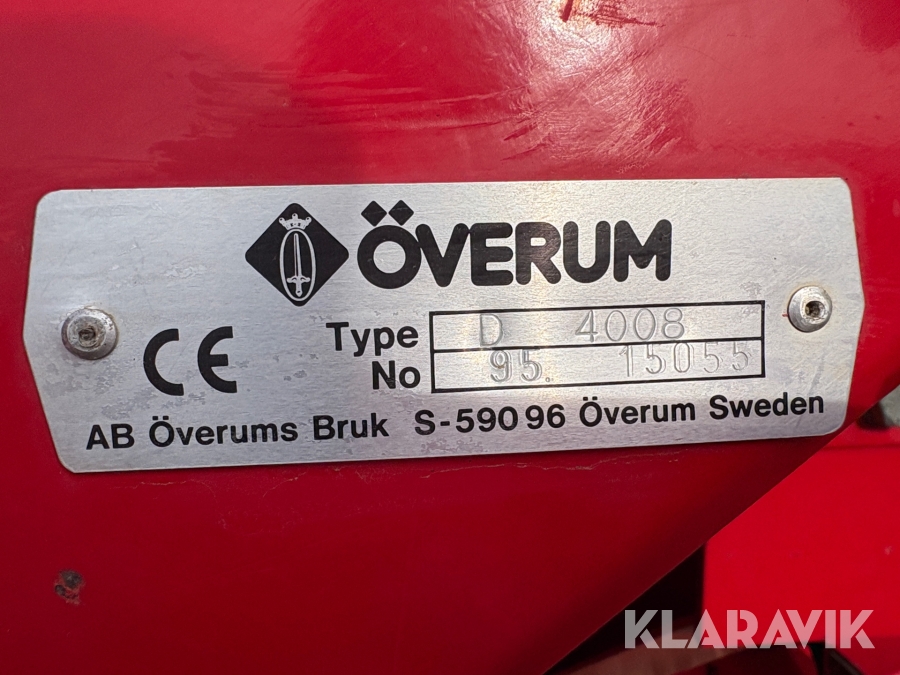 ÖVERUM
Type D 4008
No 95. 15055
CE
AB Överums Bruk S-590 96 Överum Sweden
KLARAVIK